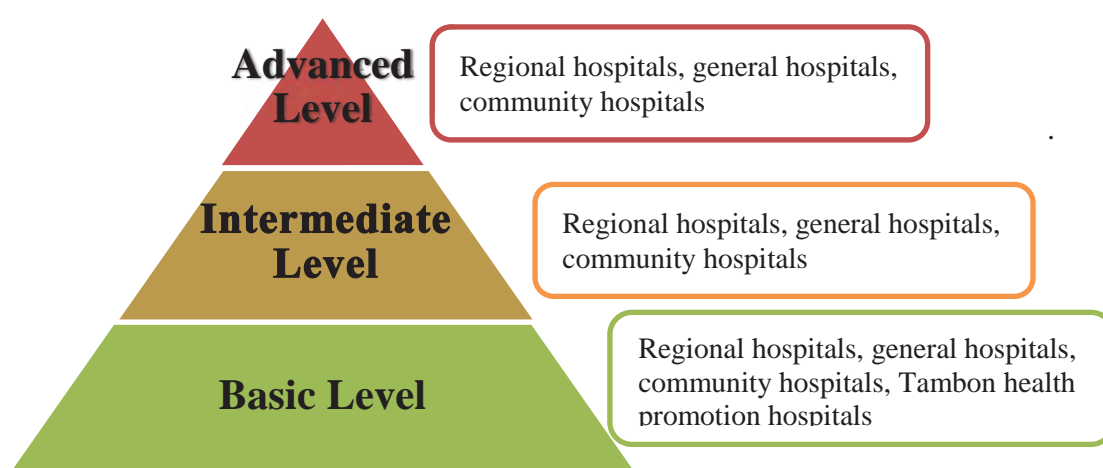 Advanced
Level
Regional hospitals, general hospitals,
community hospitals
.
Intermediate
Level
Regional hospitals, general hospitals,
community hospitals
Basic Level
Regional hospitals, general hospitals,
community hospitals, Tambon health
promotion hospitals